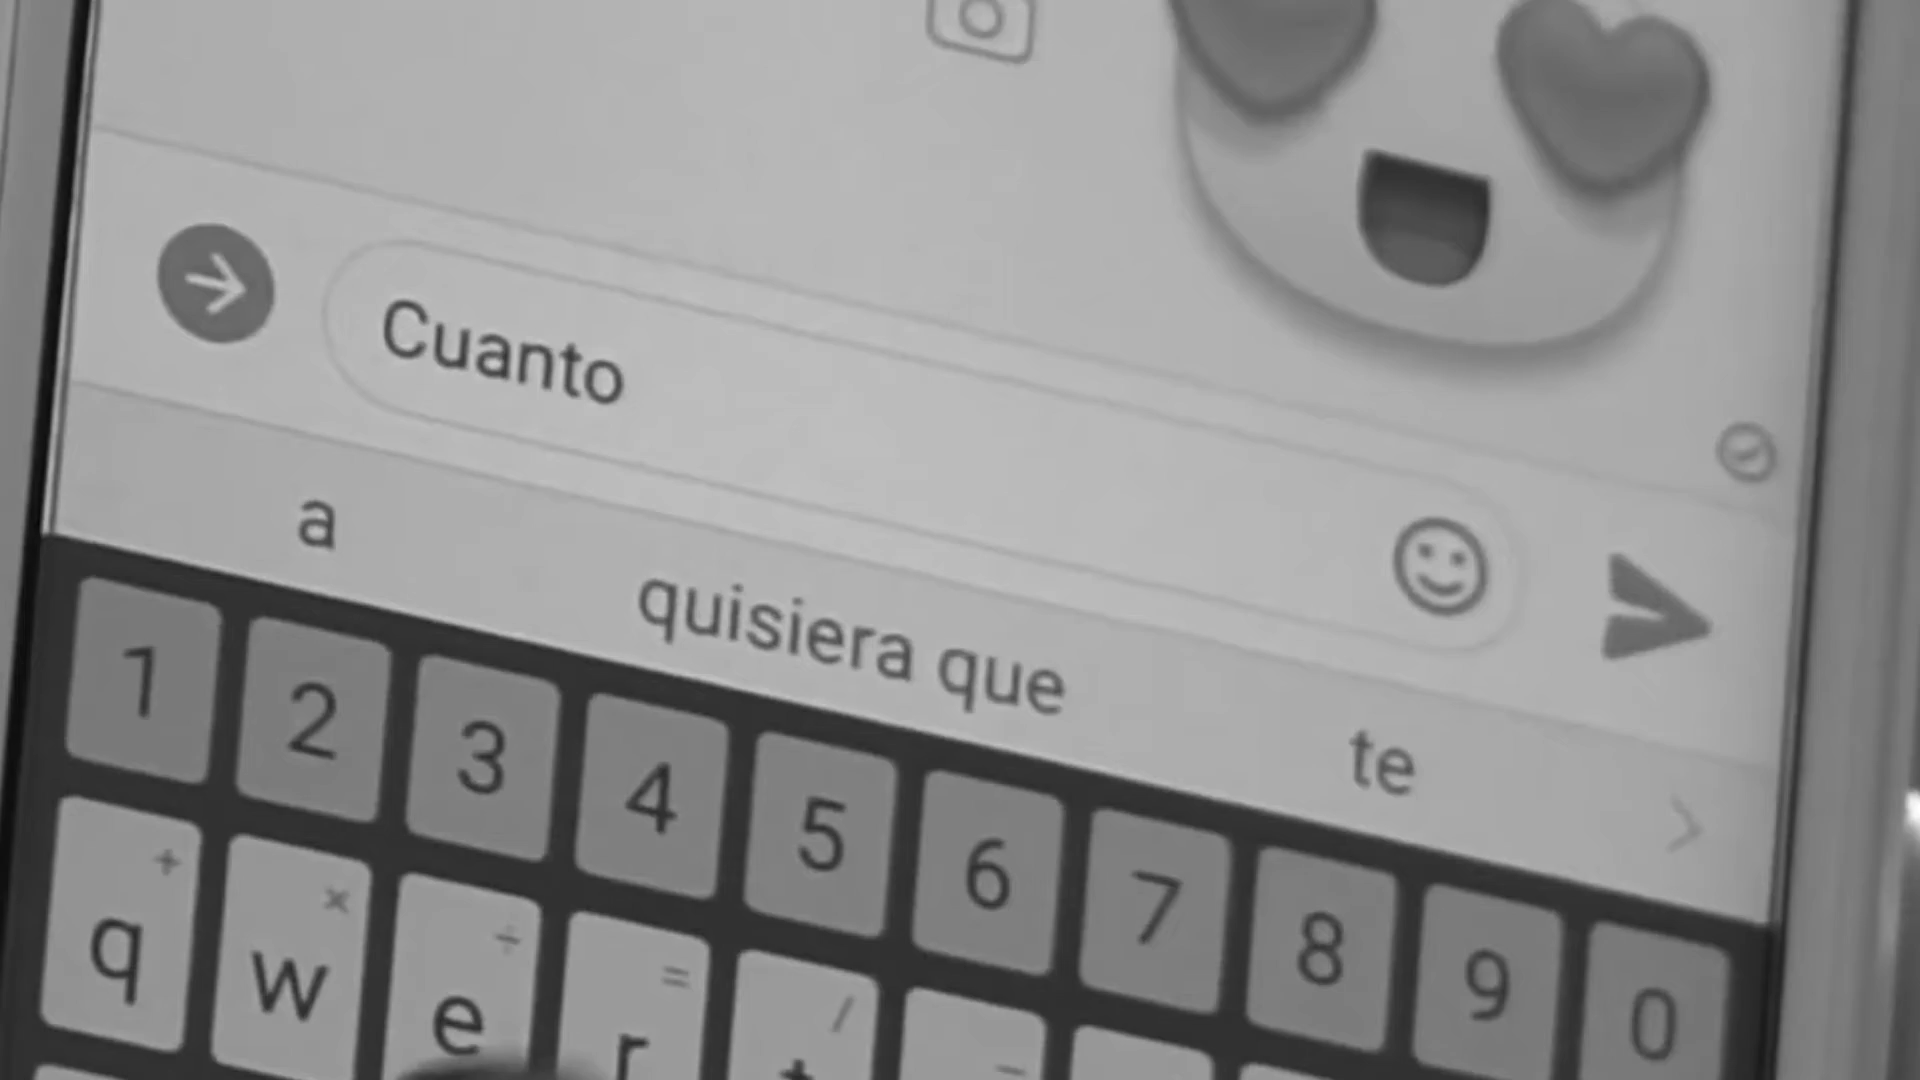 Cuanto
a quisiera que te
1 2 3 4 5 6 7 8 9 0
+ × ÷ = /
q w e r t